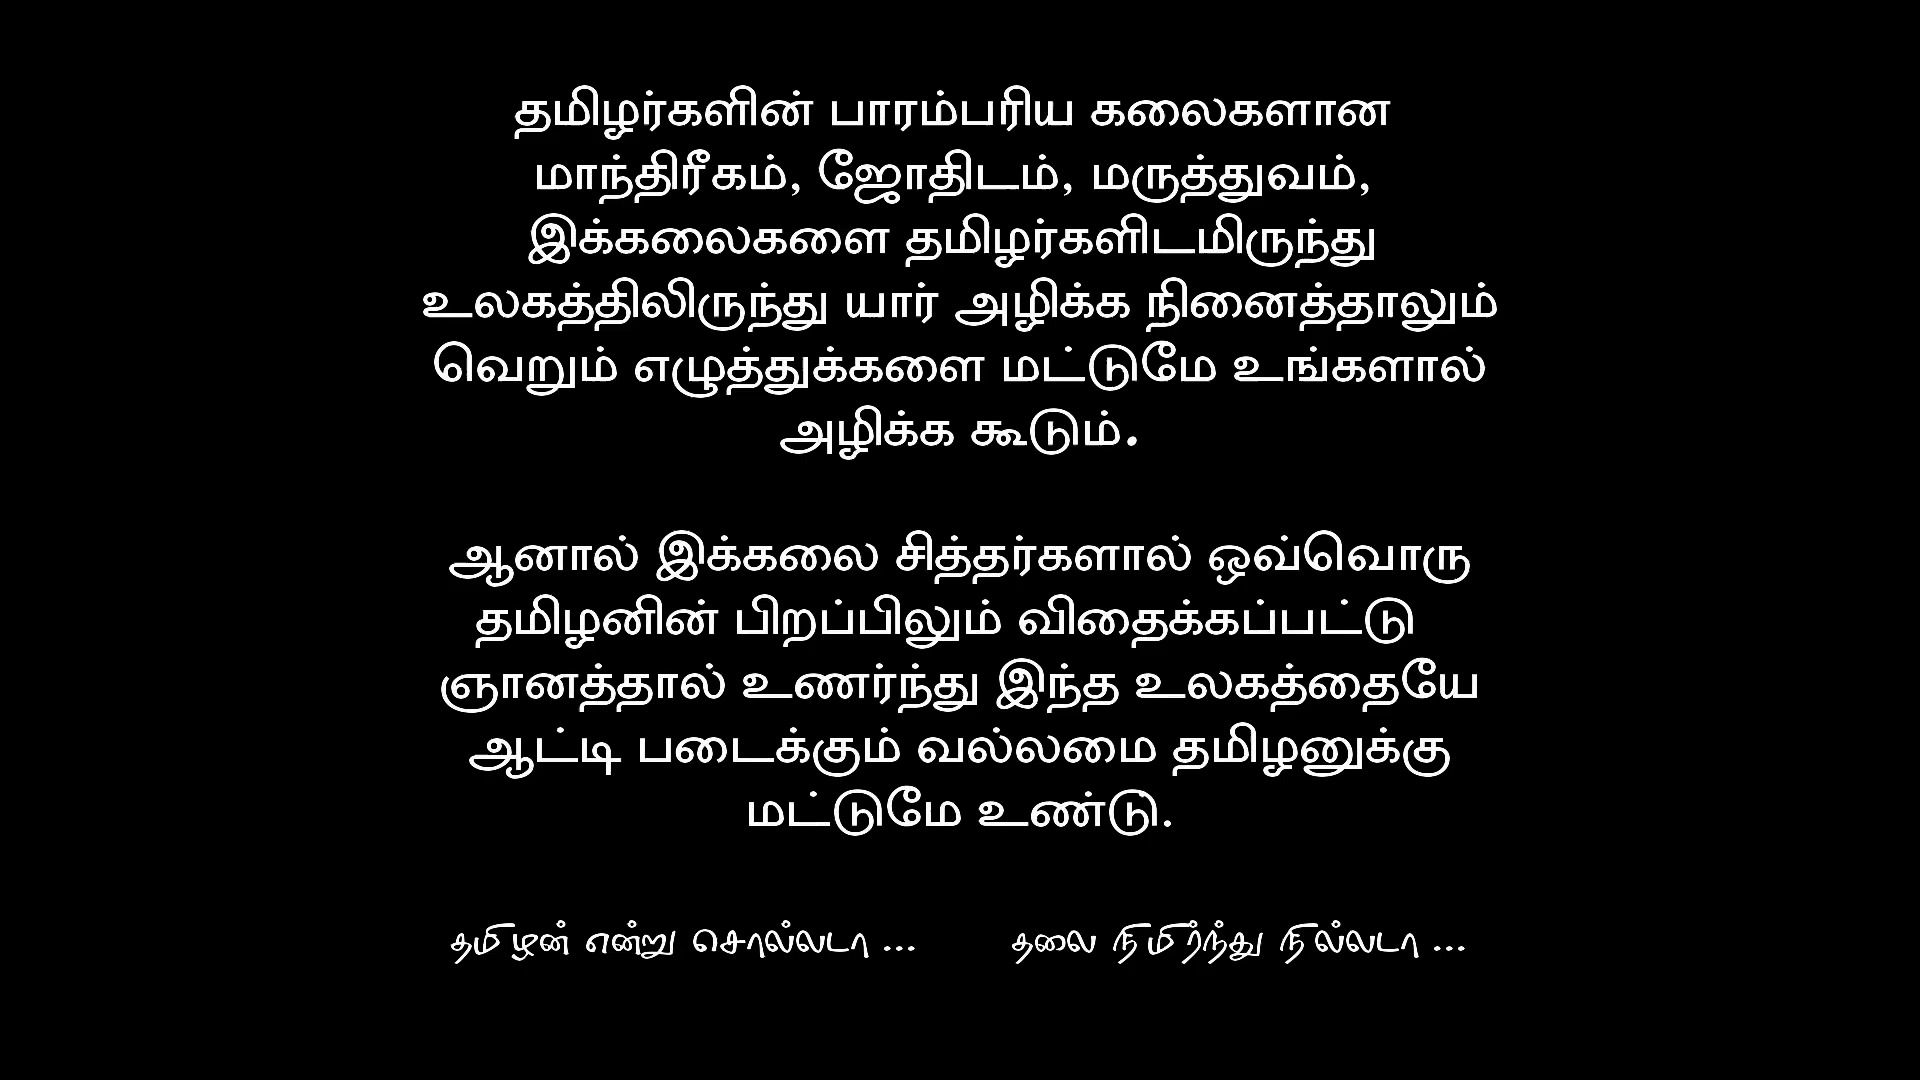 தமிழர்களின் பாரம்பரிய கலைகளான
மாந்திரீகம், ஜோதிடம், மருத்துவம்,
இக்கலைகளை தமிழர்களிடமிருந்து
உலகத்திலிருந்து யார் அழிக்க நினைத்தாலும்
வெறும் எழுத்துக்களை மட்டுமே உங்களால்
அழிக்க கூடும்.
ஆனால் இக்கலை சித்தர்களால் ஒவ்வொரு
தமிழனின் பிறப்பிலும் விதைக்கப்பட்டு
ஞானத்தால் உணர்ந்து இந்த உலகத்தையே
ஆட்டி படைக்கும் வல்லமை தமிழனுக்கு
மட்டுமே உண்டு.
தமிழன் என்று சொல்லடா ... தலை நிமிர்ந்து நில்லடா ...